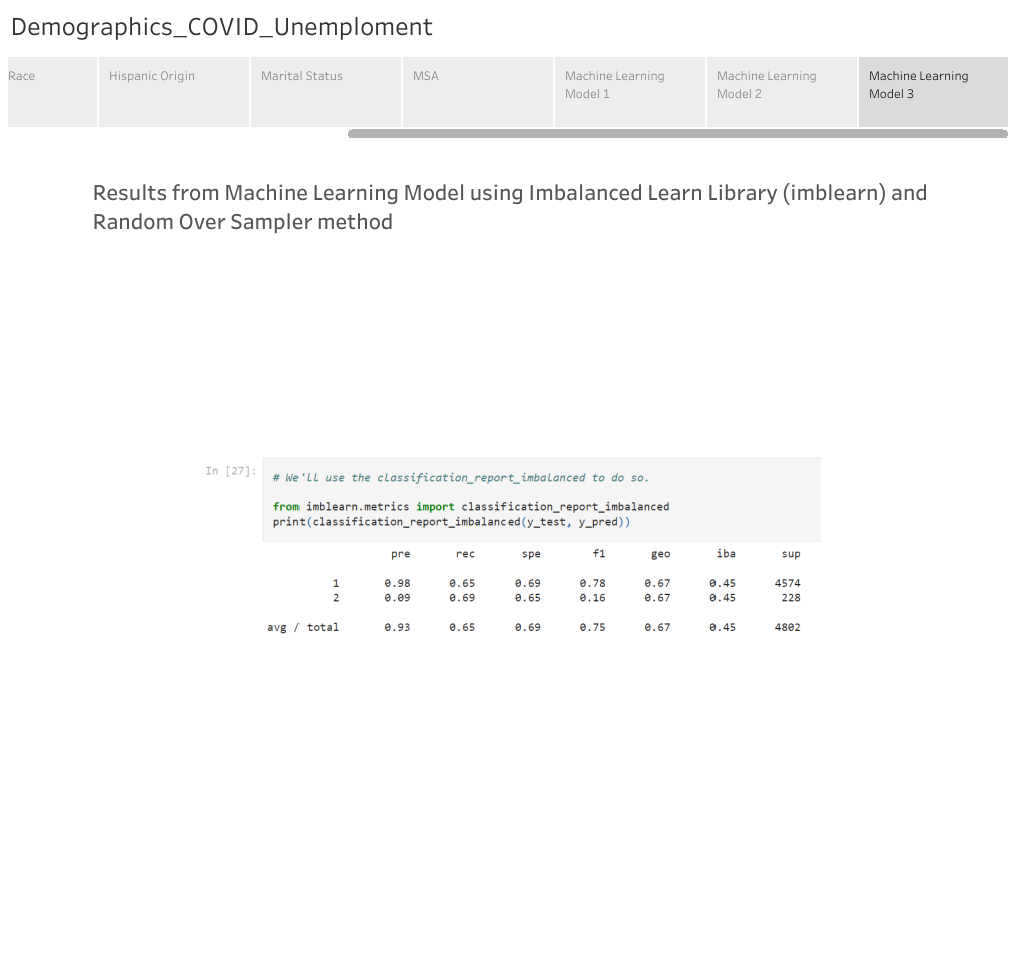 Demographics_COVID_Unemploment
Race
Hispanic Origin
Marital Status
MSA
Machine Learning
Model 1
Machine Learning
Model 2
Machine Learning
Model 3
Results from Machine Learning Model using Imbalanced Learn Library (imblearn) and
Random Over Sampler method
In [27]:
# We'll use the classification_report_imbalanced to do so.
from imblearn.metrics import classification_report_imbalanced
print(classification_report_imbalanced(y_test, y_pred))
pre rec spe f1 geo iba sup
1 0.98 0.65 0.69 0.78 0.67 0.45 4574
2 0.09 0.69 0.65 0.16 0.67 0.45 228
avg / total 0.93 0.65 0.69 0.75 0.67 0.45 4802